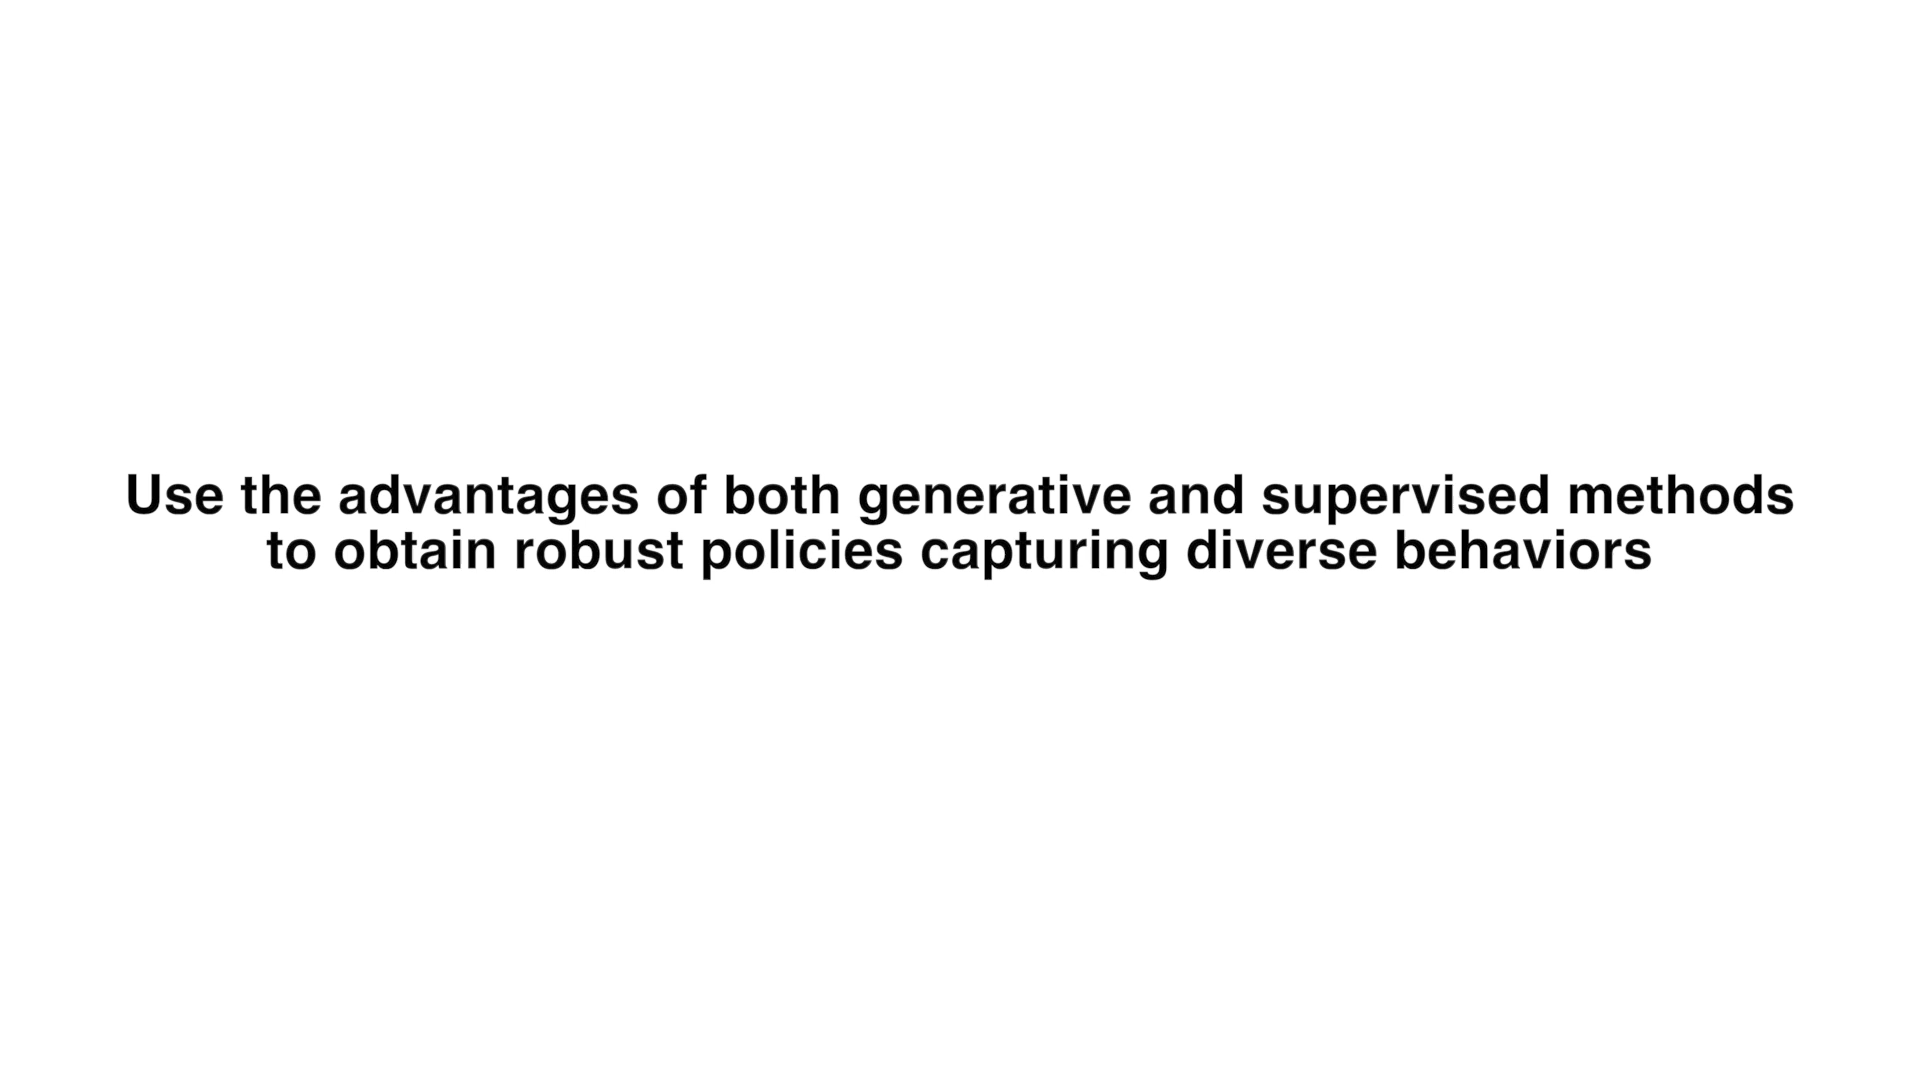 Use the advantages of both generative and supervised methods
to obtain robust policies capturing diverse behaviors